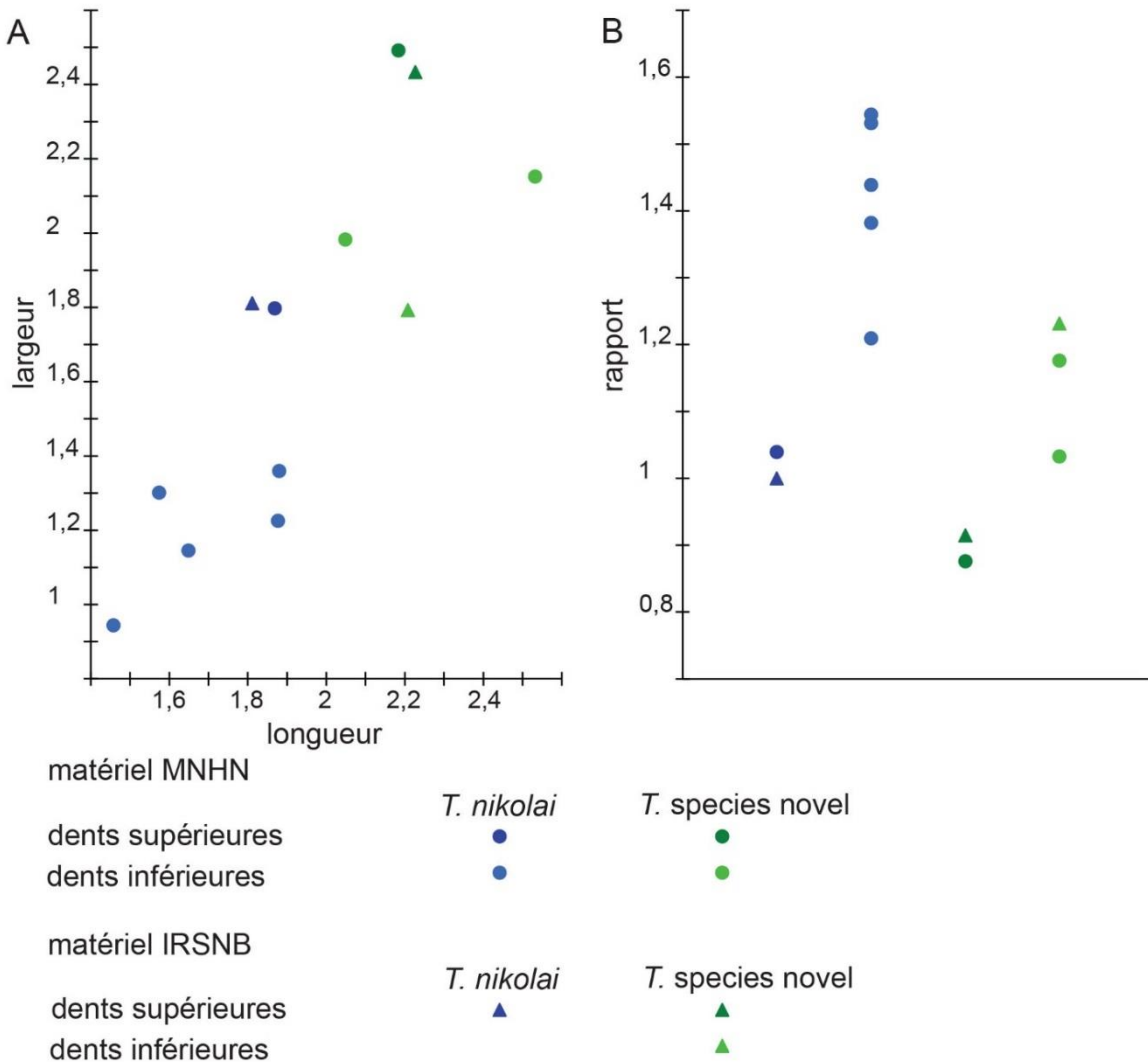 A
2,4
2,2
2
1,8
1,6
1,4
1,2
1
largeur
1,6 1,8 2 2,2 2,4
longueur
B
1,6
1,4
1,2
1
0,8
rapport
matériel MNHN
T. nikolai T. species novel
dents supérieures
dents inférieures
matériel IRSNB
T. nikolai T. species novel
dents supérieures
dents inférieures